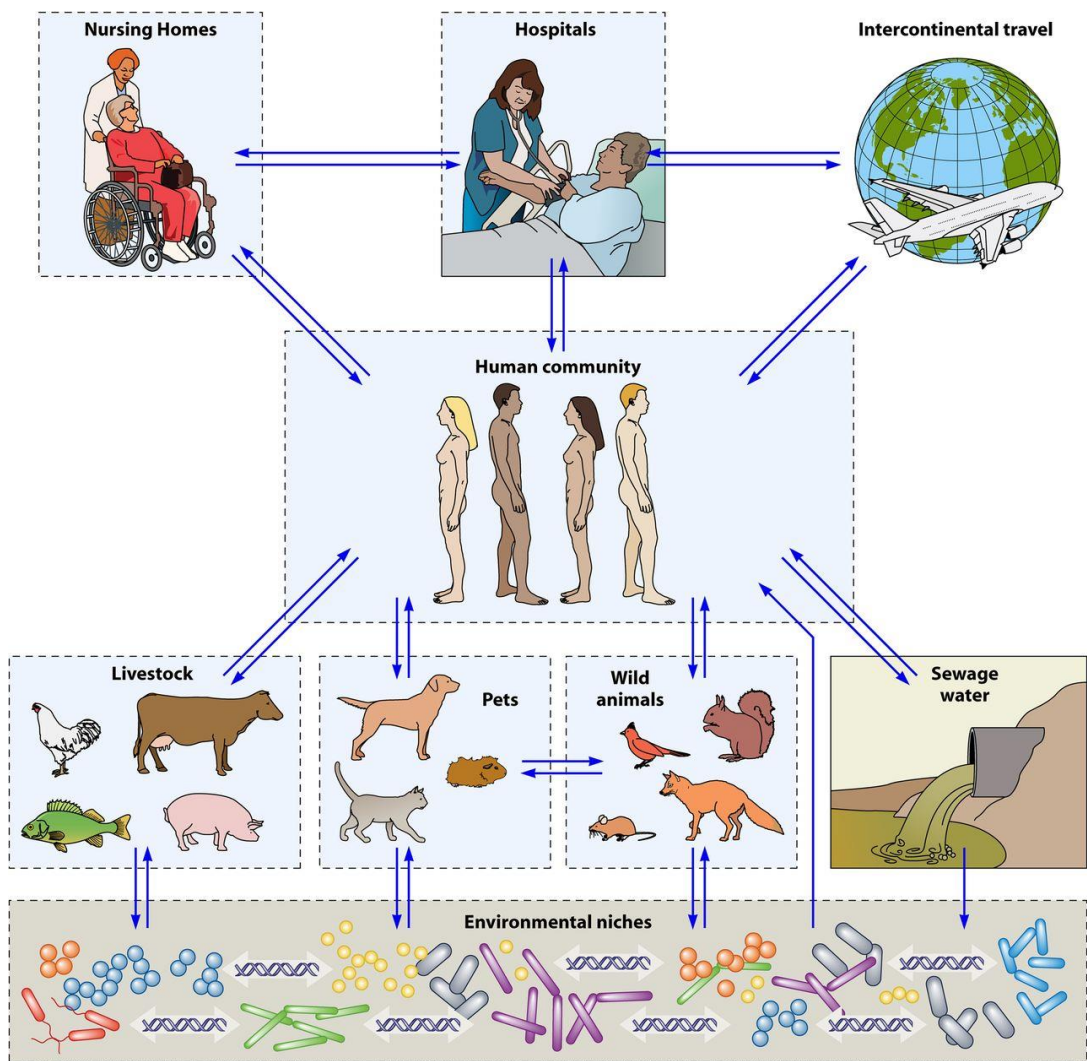 Nursing Homes
Hospitals
Intercontinental travel
Human community
Livestock
Pets
Wild
animals
Sewage
water
Environmental niches